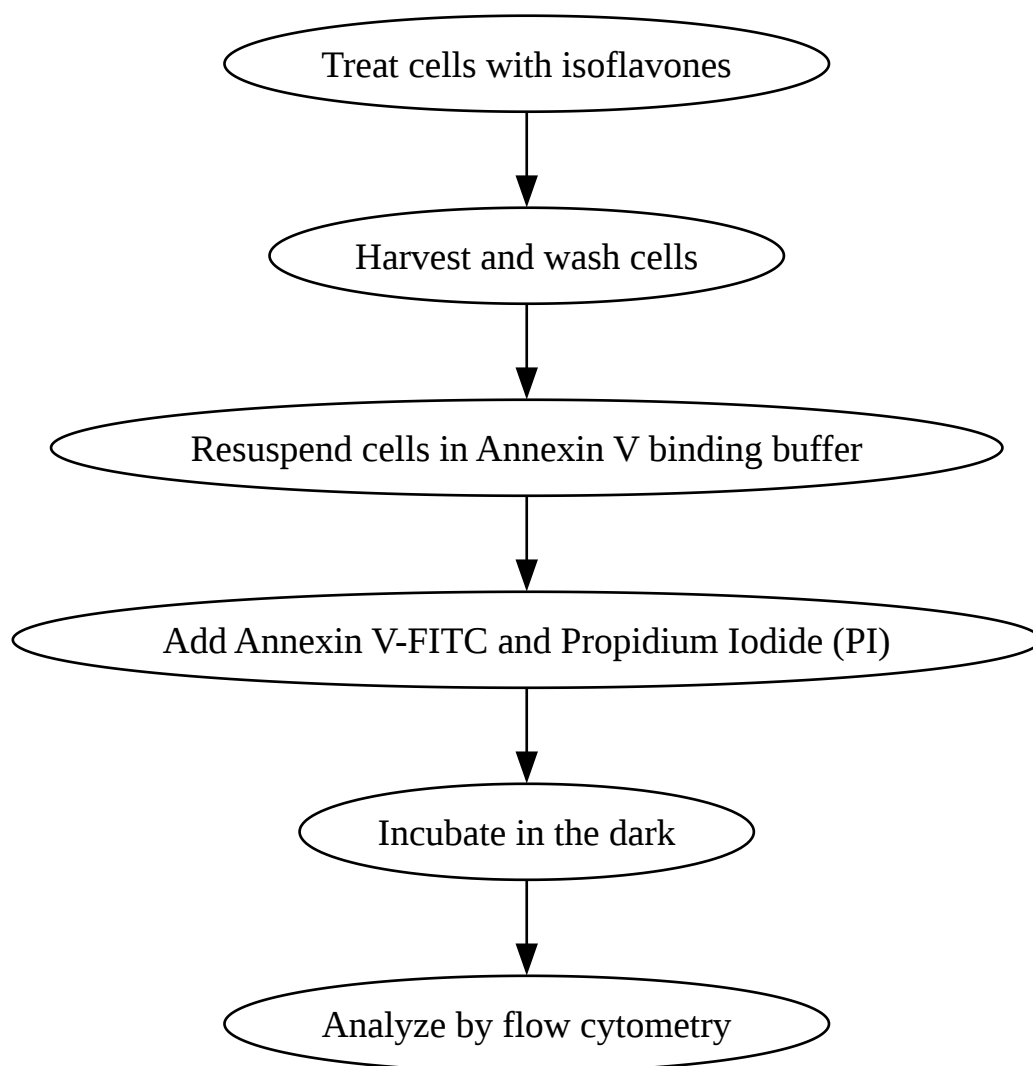 Treat cells with isoflavones
Harvest and wash cells
Resuspend cells in Annexin V binding buffer
Add Annexin V-FITC and Propidium Iodide (PI)
Incubate in the dark
Analyze by flow cytometry